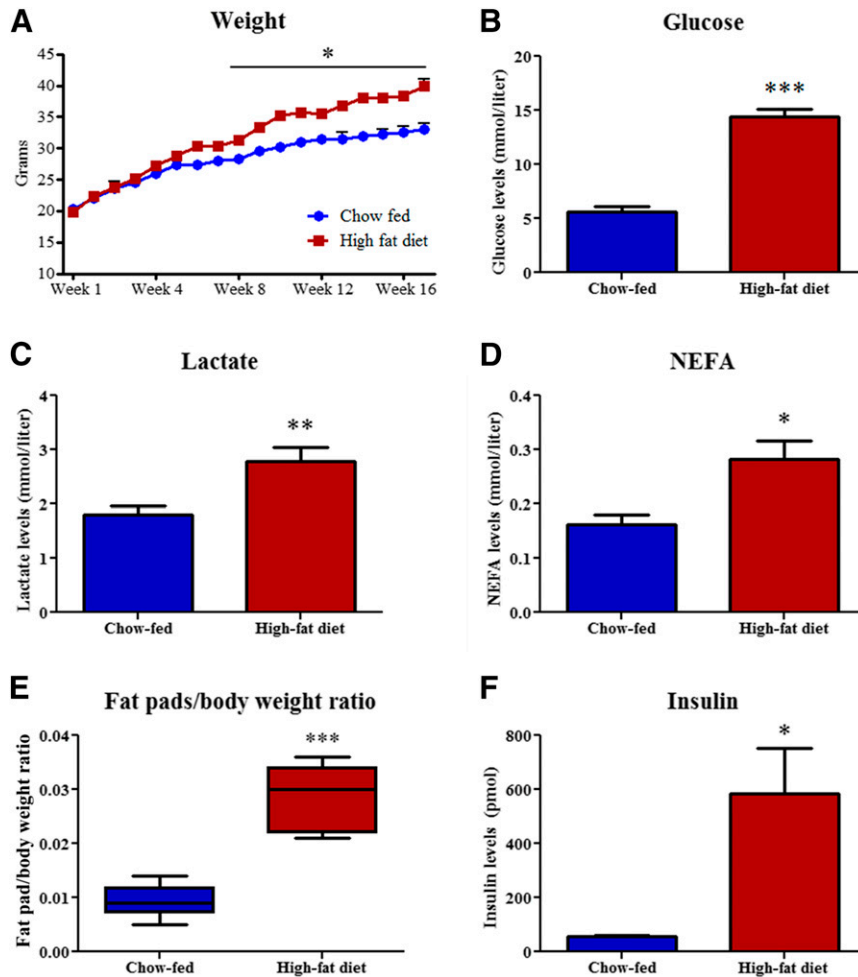 A
Weight
*
45
40
35
30
25
20
15
10
Grams
Chow fed
High fat diet
Week 1 Week 4 Week 8 Week 12 Week 16
B
Glucose
***
20
15
10
5
0
Glucose levels (mmol/liter)
Chow-fed High-fat diet
C
Lactate
**
4
3
2
1
0
Lactate levels (mmol/liter)
Chow-fed High-fat diet
D
NEFA
*
0.4
0.3
0.2
0.1
0.0
NEFA levels (mmol/liter)
Chow-fed High-fat diet
E
Fat pads/body weight ratio
***
0.04
0.03
0.02
0.01
0.00
Fat pad/body weight ratio
Chow-fed High-fat diet
F
Insulin
*
800
600
400
200
0
Insulin levels (pmol)
Chow-fed High-fat diet